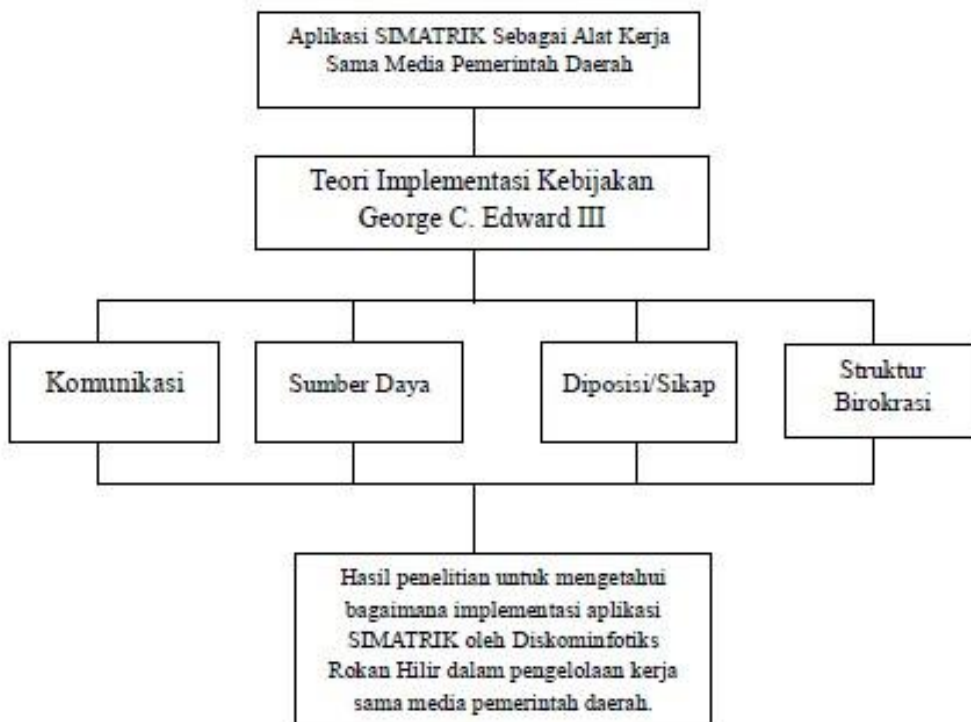 Aplikasi SIMATRIK Sebagai Alat Kerja
Sama Media Pemerintah Daerah
Teori Implementasi Kebijakan
George C. Edward III
Komunikasi
Sumber Daya
Diposisi/Sikap
Struktur
Birokrasi
Hasil penelitian untuk mengetahui
bagaimana implementasi aplikasi
SIMATRIK oleh Diskominfotiks
Rokan Hilir dalam pengelolaan kerja
sama media pemerintah daerah.